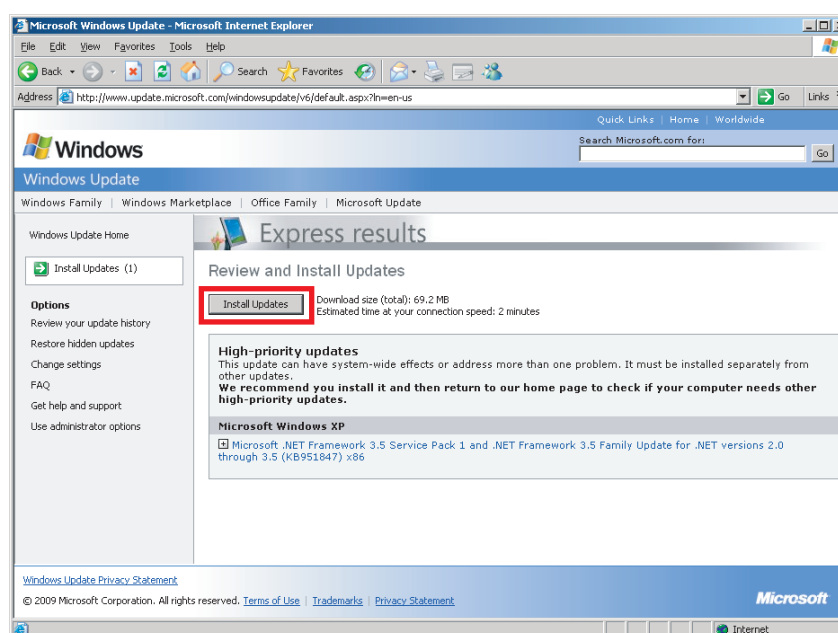 Microsoft Windows Update - Microsoft Internet Explorer
File Edit View Favorites Tools Help
Back Search Favorites
Address http://www.update.microsoft.com/windowsupdate/v6/default.aspx?ln=en-us Go Links
Quick Links | Home | Worldwide
Windows
Search Microsoft.com for:
Go
Windows Update
Windows Family | Windows Marketplace | Office Family | Microsoft Update
Windows Update Home
Install Updates (1)
Options
Review your update history
Restore hidden updates
Change settings
FAQ
Get help and support
Use administrator options
Express results
Review and Install Updates
Install Updates
Download size (total): 69.2 MB
Estimated time at your connection speed: 2 minutes
High-priority updates
This update can have system-wide effects or address more than one problem. It must be installed separately from
other updates.
We recommend you install it and then return to our home page to check if your computer needs other
high-priority updates.
Microsoft Windows XP
Microsoft .NET Framework 3.5 Service Pack 1 and .NET Framework 3.5 Family Update for .NET versions 2.0
through 3.5 (KB951847) x86
Windows Update Privacy Statement
© 2009 Microsoft Corporation. All rights reserved. Terms of Use | Trademarks | Privacy Statement
Microsoft
Internet